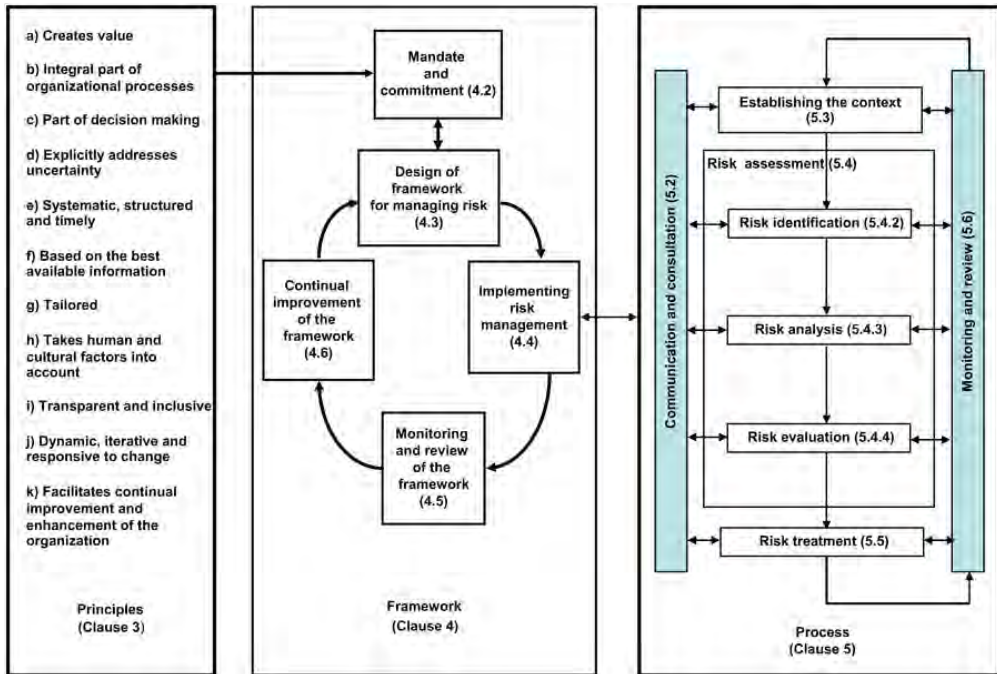 a) Creates value
b) Integral part of
organizational processes
c) Part of decision making
d) Explicitly addresses
uncertainty
e) Systematic, structured
and timely
f) Based on the best
available information
g) Tailored
h) Takes human and
cultural factors into
account
i) Transparent and inclusive
j) Dynamic, iterative and
responsive to change
k) Facilitates continual
improvement and
enhancement of the
organization
Principles
(Clause 3)
Mandate
and
commitment (4.2)
Design of
framework
for managing risk
(4.3)
Continual
improvement
of the
framework
(4.6)
Implementing
risk
management
(4.4)
Monitoring
and review
of the
framework
(4.5)
Framework
(Clause 4)
Communication and consultation (5.2)
Establishing the context
(5.3)
Risk assessment (5.4)
Risk identification (5.4.2)
Risk analysis (5.4.3)
Risk evaluation (5.4.4)
Risk treatment (5.5)
Monitoring and review (5.6)
Process
(Clause 5)